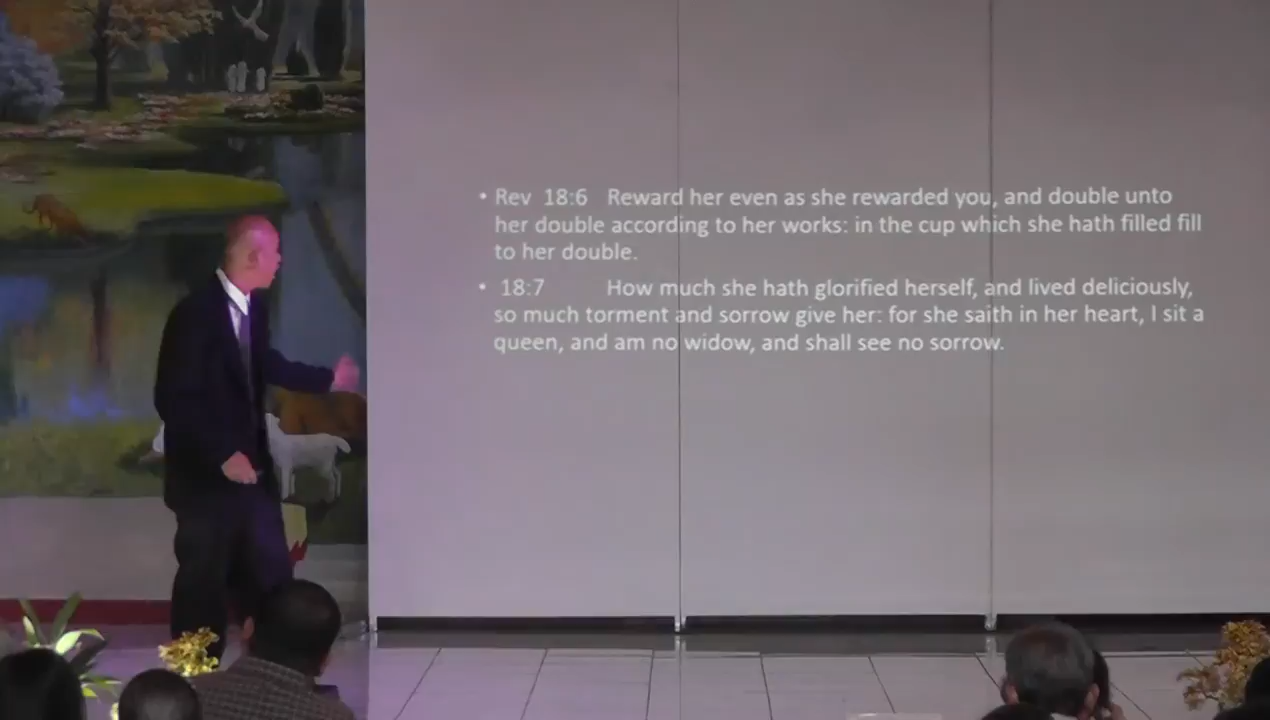 • Rev 18:6 Reward her even as she rewarded you, and double unto
her double according to her works: in the cup which she hath filled fill
to her double.
• 18:7 How much she hath glorified herself, and lived deliciously,
so much torment and sorrow give her: for she saith in her heart, I sit a
queen, and am no widow, and shall see no sorrow.